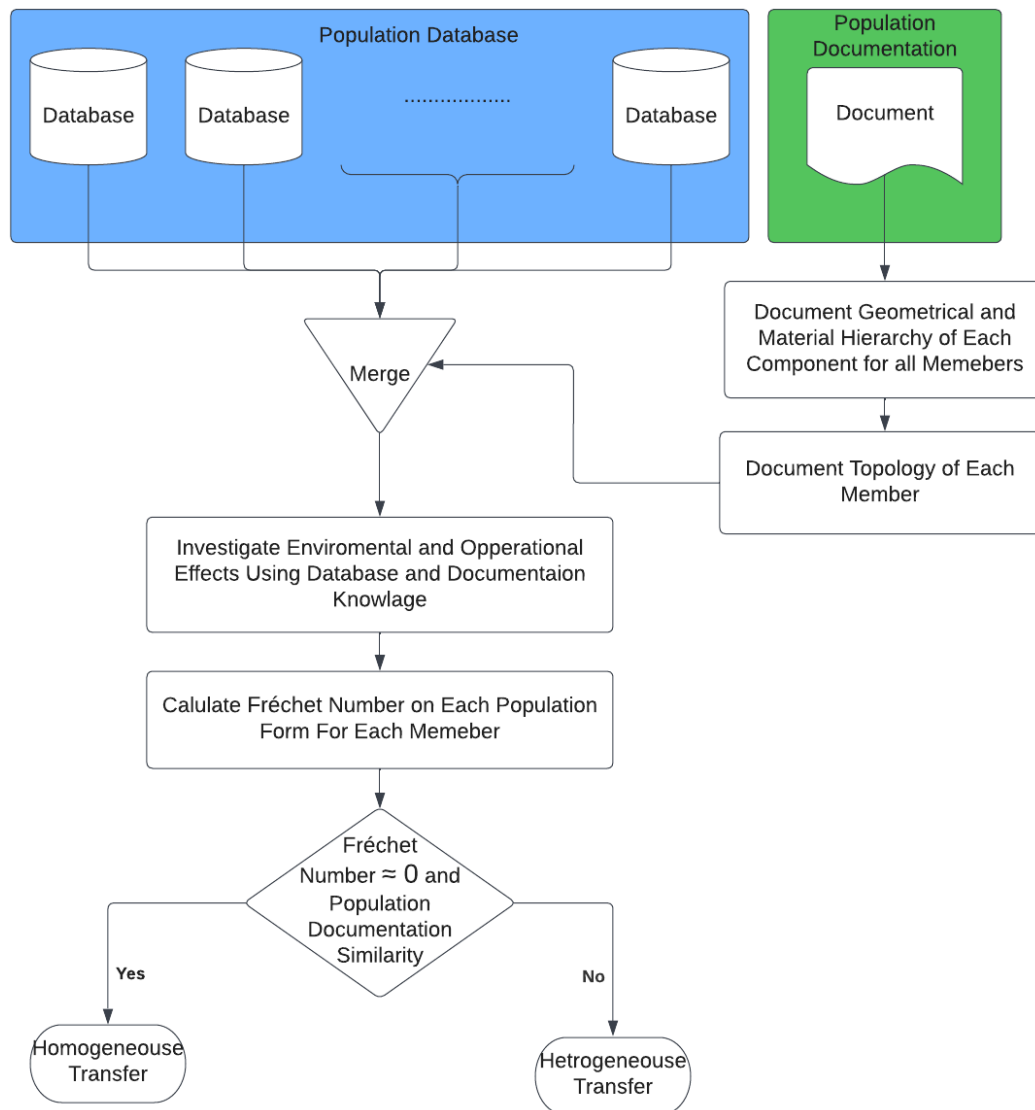 Population Database
Population
Documentation
Database
Database
..................
Database
Document
Document Geometrical and
Material Hierarchy of Each
Component for all Memebers
Merge
Document Topology of Each
Member
Investigate Enviromental and Opperational
Effects Using Database and Documentaion
Knowlage
Calulate Fréchet Number on Each Population
Form For Each Memeber
Fréchet
Number ≈ 0 and
Population
Documentation
Similarity
Yes
No
Homogeneouse
Transfer
Hetrogeneouse
Transfer